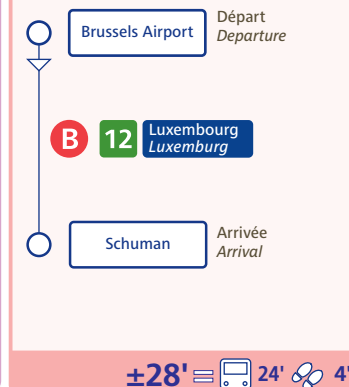 Brussels Airport
Départ
Departure
B 12 Luxembourg
Luxemburg
Schuman
Arrivée
Arrival
±28' = 24' 4'